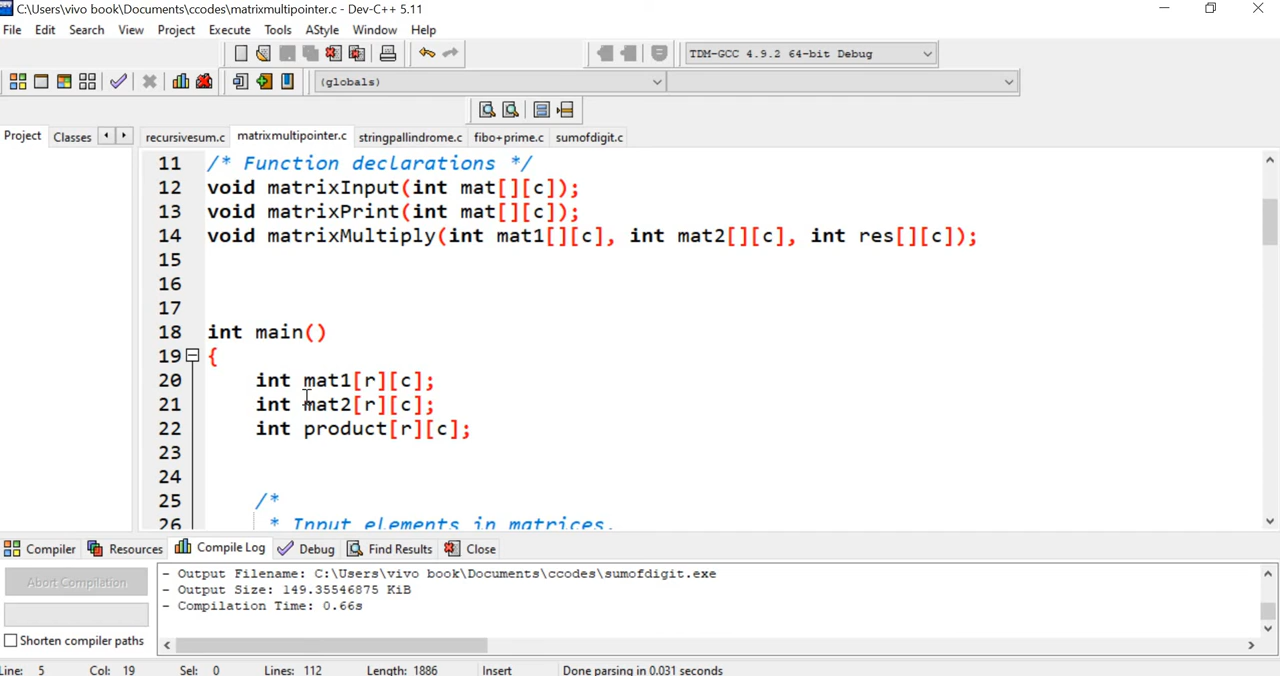 C:\Users\vivo book\Documents\ccodes\matrixmultipointer.c - Dev-C++ 5.11
File Edit Search View Project Execute Tools AStyle Window Help
TDM-GCC 4.9.2 64-bit Debug
(globals)
Project Classes recursivesum.c matrixmultipointer.c stringpallindrome.c fibo+prime.c sumofdigit.c
11 /* Function declarations */
12 void matrixInput(int mat[][c]);
13 void matrixPrint(int mat[][c]);
14 void matrixMultiply(int mat1[][c], int mat2[][c], int res[][c]);
15
16
17
18 int main()
19 {
20 int mat1[r][c];
21 int mat2[r][c];
22 int product[r][c];
23
24
25 /*
26 * Input elements in matrices.
Compiler Resources Compile Log Debug Find Results Close
Abort Compilation
- Output Filename: C:\Users\vivo book\Documents\ccodes\sumofdigit.exe
- Output Size: 149.35546875 KiB
- Compilation Time: 0.66s
Shorten compiler paths
Line: 5 Col: 19 Sel: 0 Lines: 112 Length: 1886 Insert Done parsing in 0.031 seconds